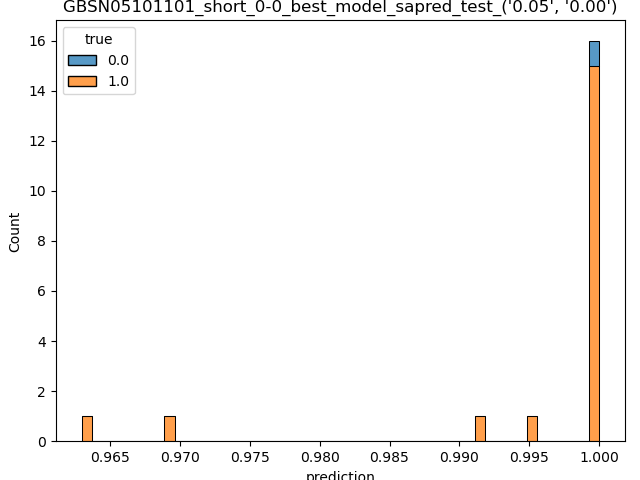 GBSN05101101_short_0-0_best_model_sapred_test_('0.05', '0.00')
true
0.0
1.0
Count
16
14
12
10
8
6
4
2
0
0.965 0.970 0.975 0.980 0.985 0.990 0.995 1.000
prediction